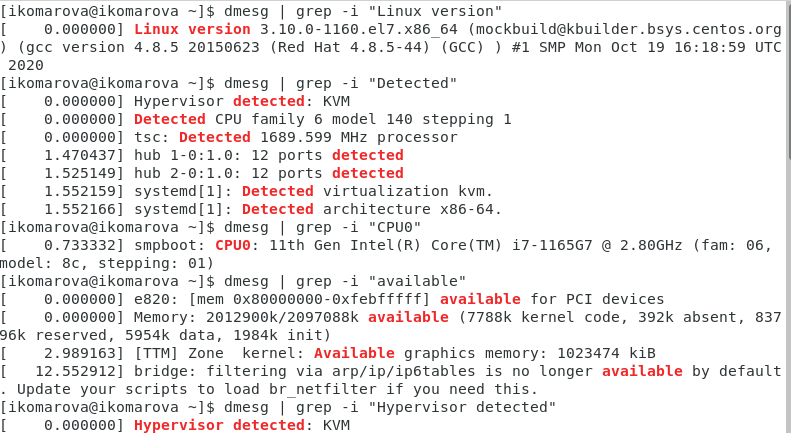 [ikomarova@ikomarova ~]$ dmesg | grep -i "Linux version"
[    0.000000] Linux version 3.10.0-1160.el7.x86_64 (mockbuild@kbuilder.bsys.centos.org
) (gcc version 4.8.5 20150623 (Red Hat 4.8.5-44) (GCC) ) #1 SMP Mon Oct 19 16:18:59 UTC
 2020
[ikomarova@ikomarova ~]$ dmesg | grep -i "Detected"
[    0.000000] Hypervisor detected: KVM
[    0.000000] Detected CPU family 6 model 140 stepping 1
[    0.000000] tsc: Detected 1689.599 MHz processor
[    1.470437] hub 1-0:1.0: 12 ports detected
[    1.525149] hub 2-0:1.0: 12 ports detected
[    1.552159] systemd[1]: Detected virtualization kvm.
[    1.552166] systemd[1]: Detected architecture x86-64.
[ikomarova@ikomarova ~]$ dmesg | grep -i "CPU0"
[    0.733332] smpboot: CPU0: 11th Gen Intel(R) Core(TM) i7-1165G7 @ 2.80GHz (fam: 06,
model: 8c, stepping: 01)
[ikomarova@ikomarova ~]$ dmesg | grep -i "available"
[    0.000000] e820: [mem 0x80000000-0xfebfffff] available for PCI devices
[    0.000000] Memory: 2012900k/2097088k available (7788k kernel code, 392k absent, 837
96k reserved, 5954k data, 1984k init)
[    2.989163] [TTM] Zone  kernel: Available graphics memory: 1023474 kiB
[   12.552912] bridge: filtering via arp/ip/ip6tables is no longer available by default
. Update your scripts to load br_netfilter if you need this.
[ikomarova@ikomarova ~]$ dmesg | grep -i "Hypervisor detected"
[    0.000000] Hypervisor detected: KVM